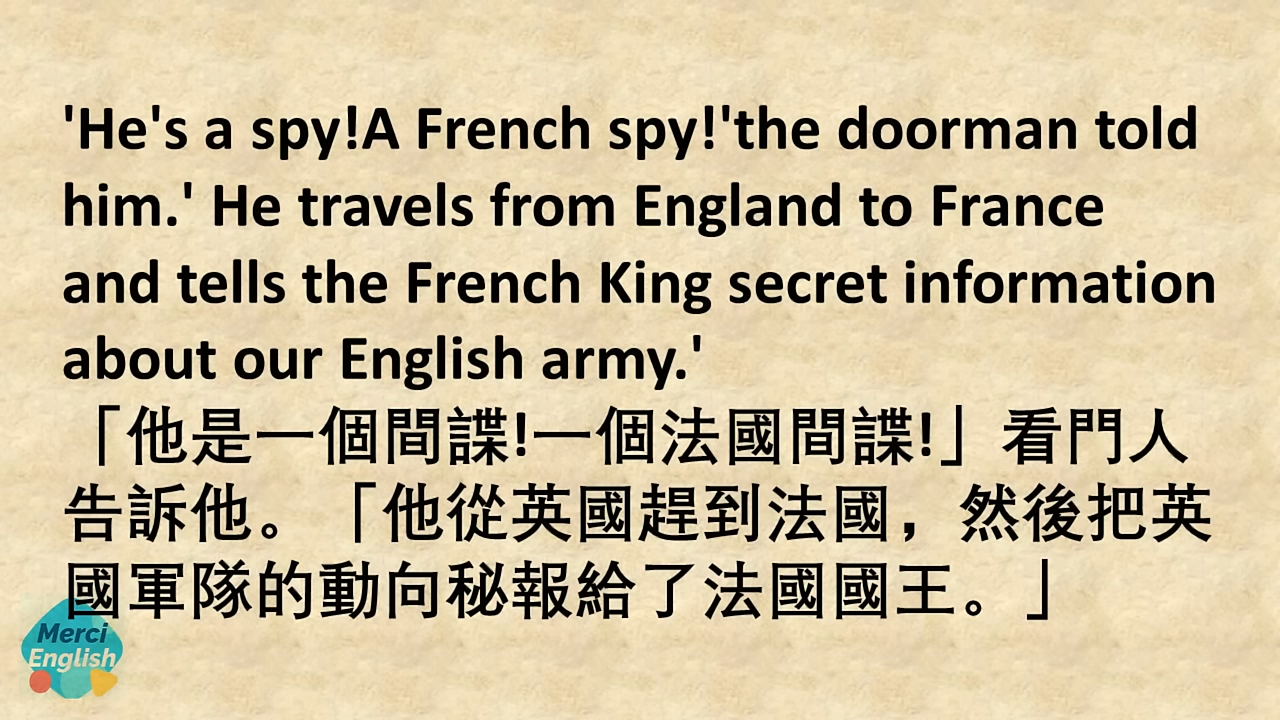 'He's a spy!A French spy!'the doorman told
him.' He travels from England to France
and tells the French King secret information
about our English army.'
「他是一個間諜!一個法國間諜!」看門人
告訴他。「他從英國趕到法國，然後把英
國軍隊的動向秘報給了法國國王。」
Merci
English